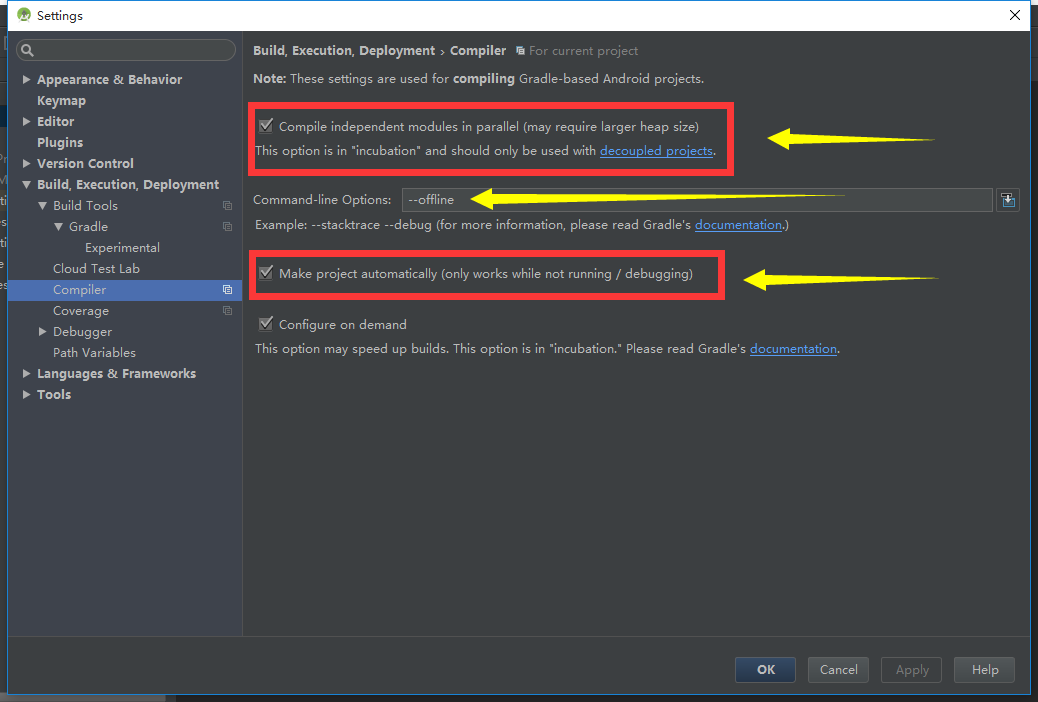 Settings
Build, Execution, Deployment › Compiler For current project
Note: These settings are used for compiling Gradle-based Android projects.
Appearance & Behavior
Keymap
Editor
Plugins
Version Control
Build, Execution, Deployment
Build Tools
Gradle
Experimental
Cloud Test Lab
Compiler
Coverage
Debugger
Path Variables
Languages & Frameworks
Tools
Compile independent modules in parallel (may require larger heap size)
This option is in "incubation" and should only be used with decoupled projects.
Command-line Options: --offline
Example: --stacktrace --debug (for more information, please read Gradle's documentation.)
Make project automatically (only works while not running / debugging)
Configure on demand
This option may speed up builds. This option is in "incubation." Please read Gradle's documentation.
OK Cancel Apply Help